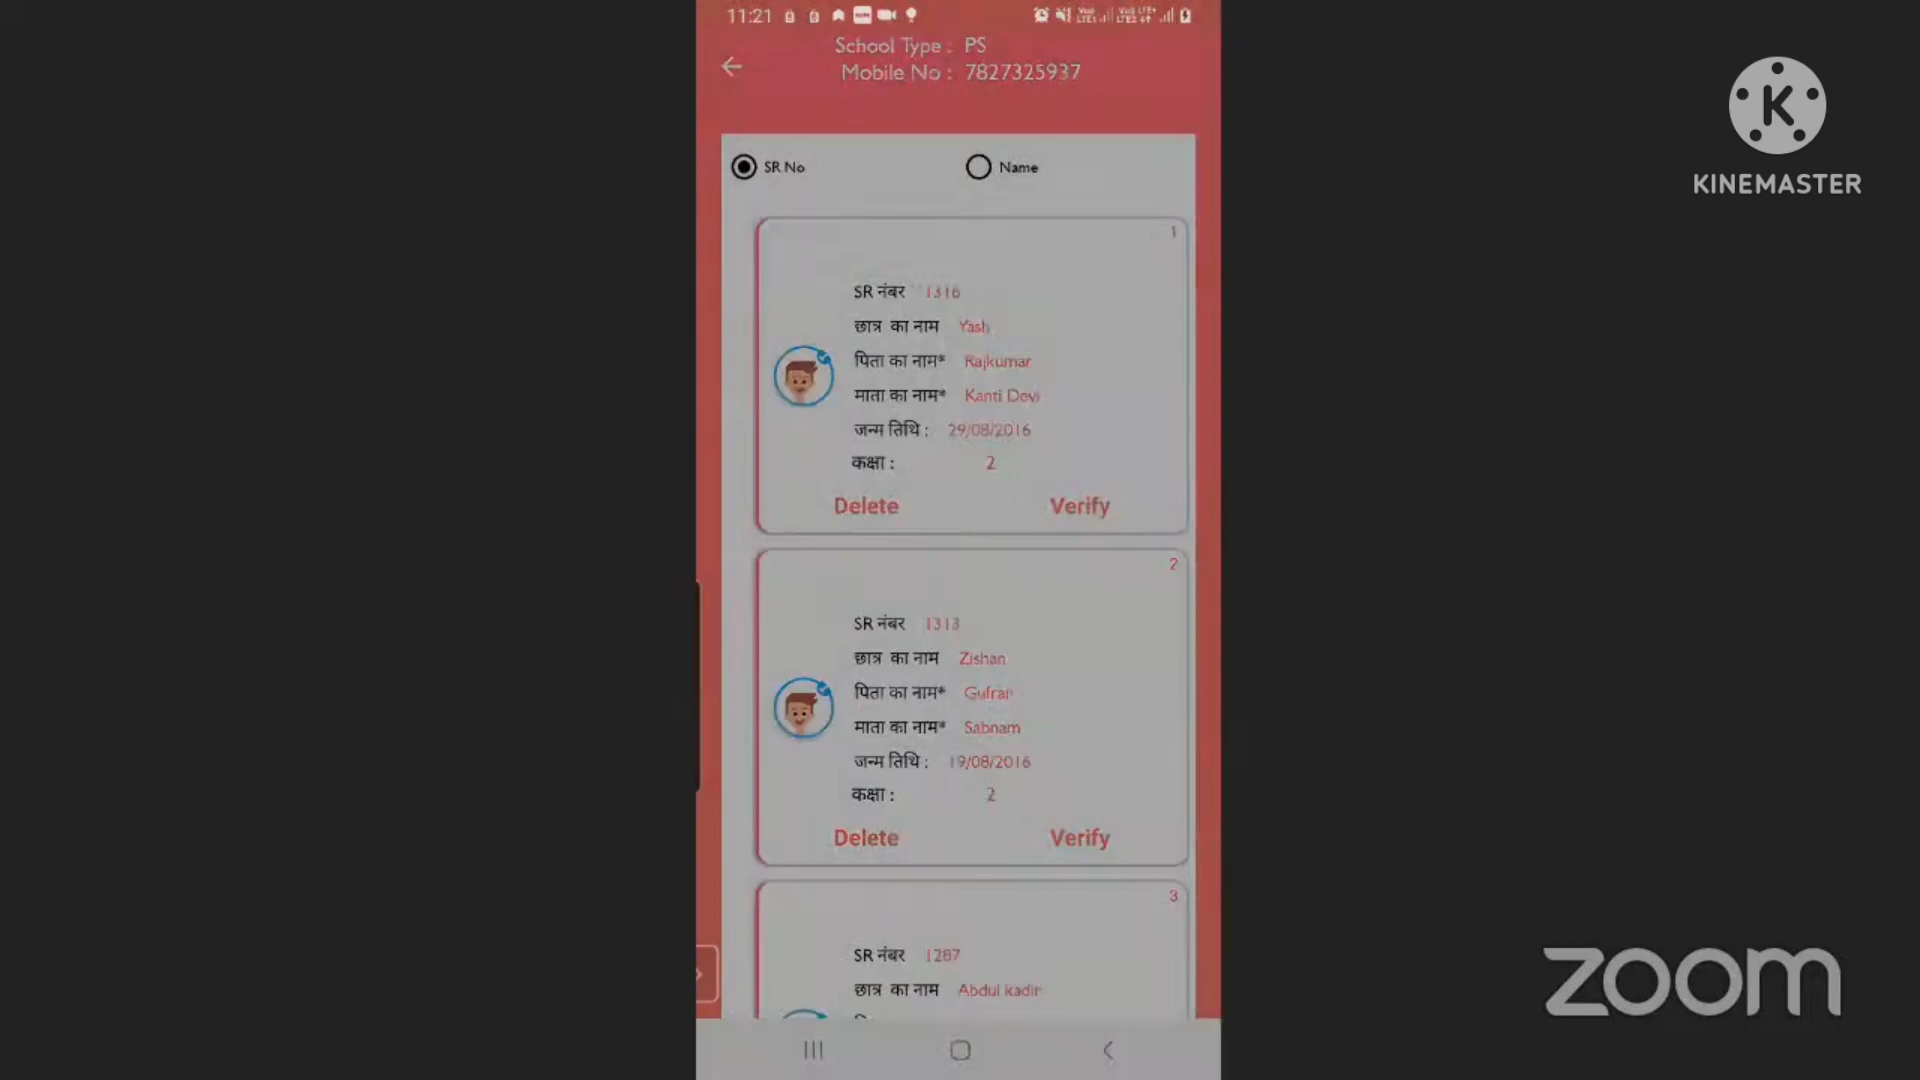 11:21
School Type : PS
Mobile No : 7827325937
K
KINEMASTER
SR No
Name
1
SR नंबर 1316
छात्र का नाम Yash
पिता का नाम* Rajkumar
माता का नाम* Kanti Devi
जन्म तिथि : 29/08/2016
कक्षा : 2
Delete Verify
2
SR नंबर 1313
छात्र का नाम Zishan
पिता का नाम* Gufran
माता का नाम* Sabnam
जन्म तिथि : 19/08/2016
कक्षा : 2
Delete Verify
3
SR नंबर 1287
छात्र का नाम Abdul kadir
zoom